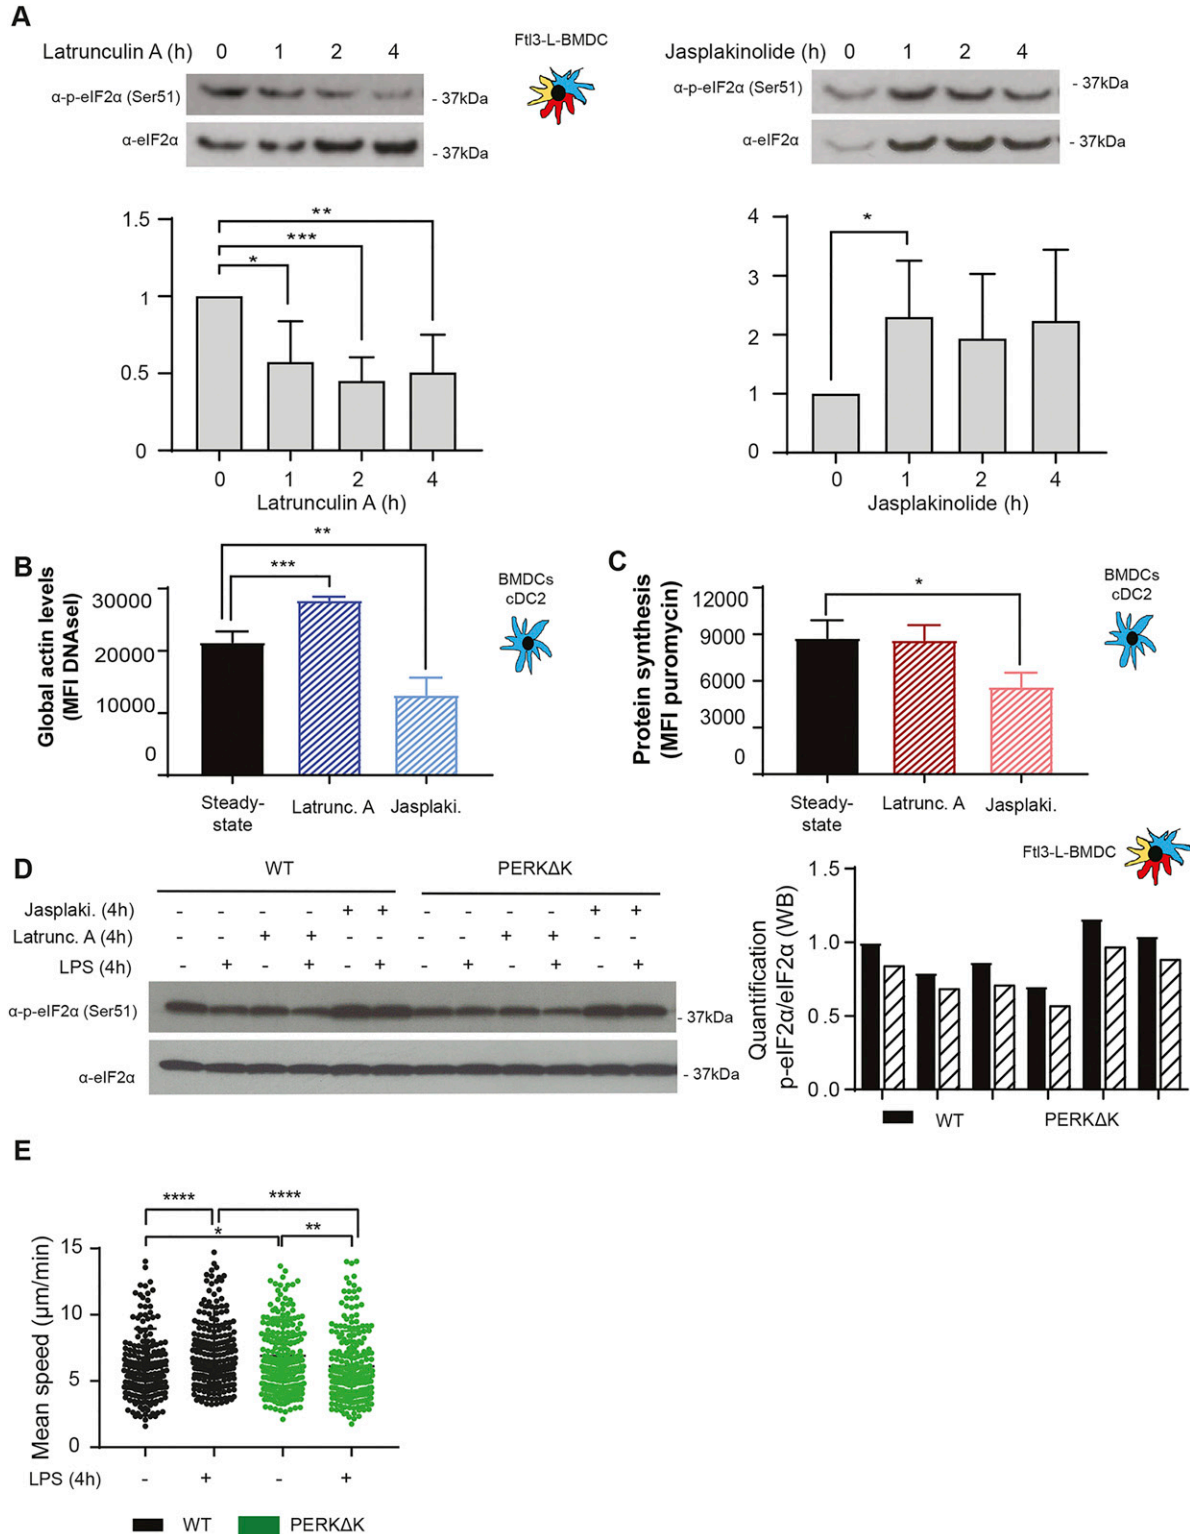 A
Latrunculin A (h) 0 1 2 4
Ftl3-L-BMDC
α-p-eIF2α (Ser51)
- 37kDa
α-eIF2α
- 37kDa
1.5
1
0.5
0
*
***
**
0 1 2 4
Latrunculin A (h)
Jasplakinolide (h) 0 1 2 4
α-p-eIF2α (Ser51)
- 37kDa
α-eIF2α
- 37kDa
4
3
2
1
0
*
0 1 2 4
Jasplakinolide (h)
B
Global actin levels
(MFI DNAseI)
30000
20000
10000
0
**
***
BMDCs
cDC2
Steady-
state
Latrunc. A
Jasplaki.
C
Protein synthesis
(MFI puromycin)
12000
9000
6000
3000
0
*
BMDCs
cDC2
Steady-
state
Latrunc. A
Jasplaki.
D
WT PERKΔK
Jasplaki. (4h) - - - - + + - - - - + +
Latrunc. A (4h) - - + + - - - - + + - -
LPS (4h) - + - + - + - + - + - +
α-p-eIF2α (Ser51)
- 37kDa
α-eIF2α
- 37kDa
Ftl3-L-BMDC
Quantification
p-eIF2α/eIF2α (WB)
1.5
1.0
0.5
0.0
WT PERKΔK
E
Mean speed (µm/min)
15
10
5
0
**** ****
* **
LPS (4h) - + - +
WT PERKΔK